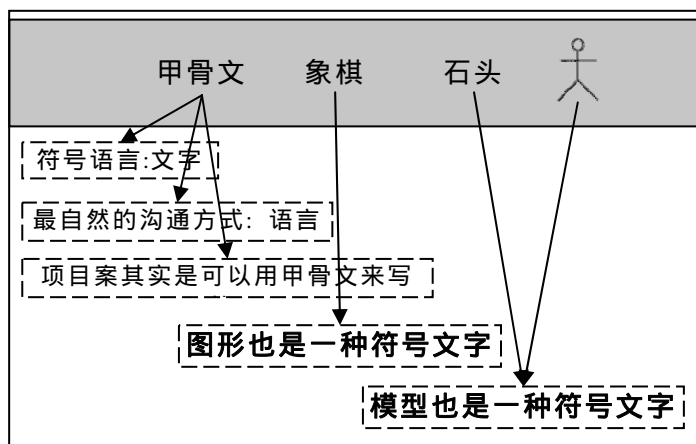 甲骨文 象棋 石头
符号语言:文字
最自然的沟通方式: 语言
项目案其实是可以用甲骨文来写
图形也是一种符号文字
模型也是一种符号文字